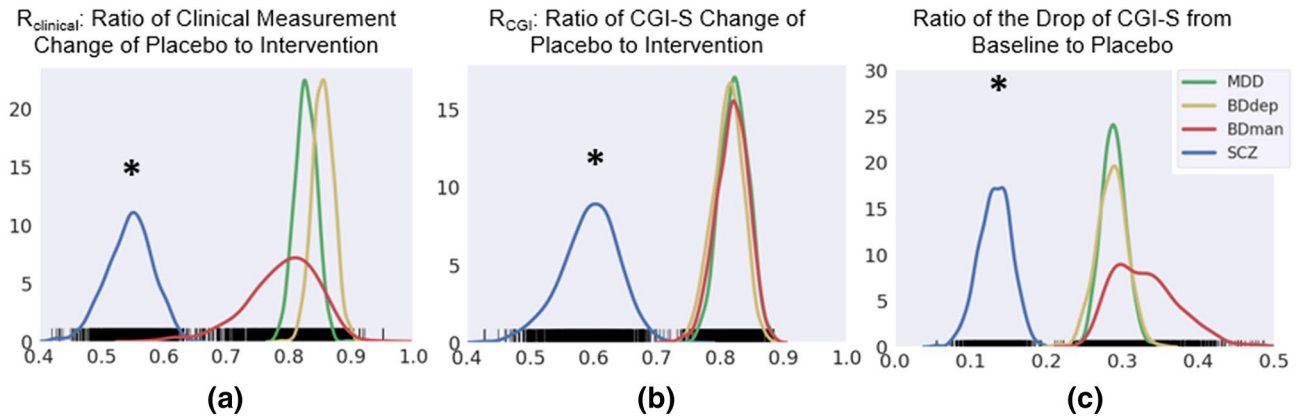 R_clinical: Ratio of Clinical Measurement
Change of Placebo to Intervention
20
15
10
5
0
0.4 0.5 0.6 0.7 0.8 0.9 1.0
*
(a)
R_CGI: Ratio of CGI-S Change of
Placebo to Intervention
15
10
5
0
0.4 0.5 0.6 0.7 0.8 0.9 1.0
*
(b)
Ratio of the Drop of CGI-S from
Baseline to Placebo
30
25
20
15
10
5
0
0.0 0.1 0.2 0.3 0.4 0.5
*
MDD
BDdep
BDman
SCZ
(c)